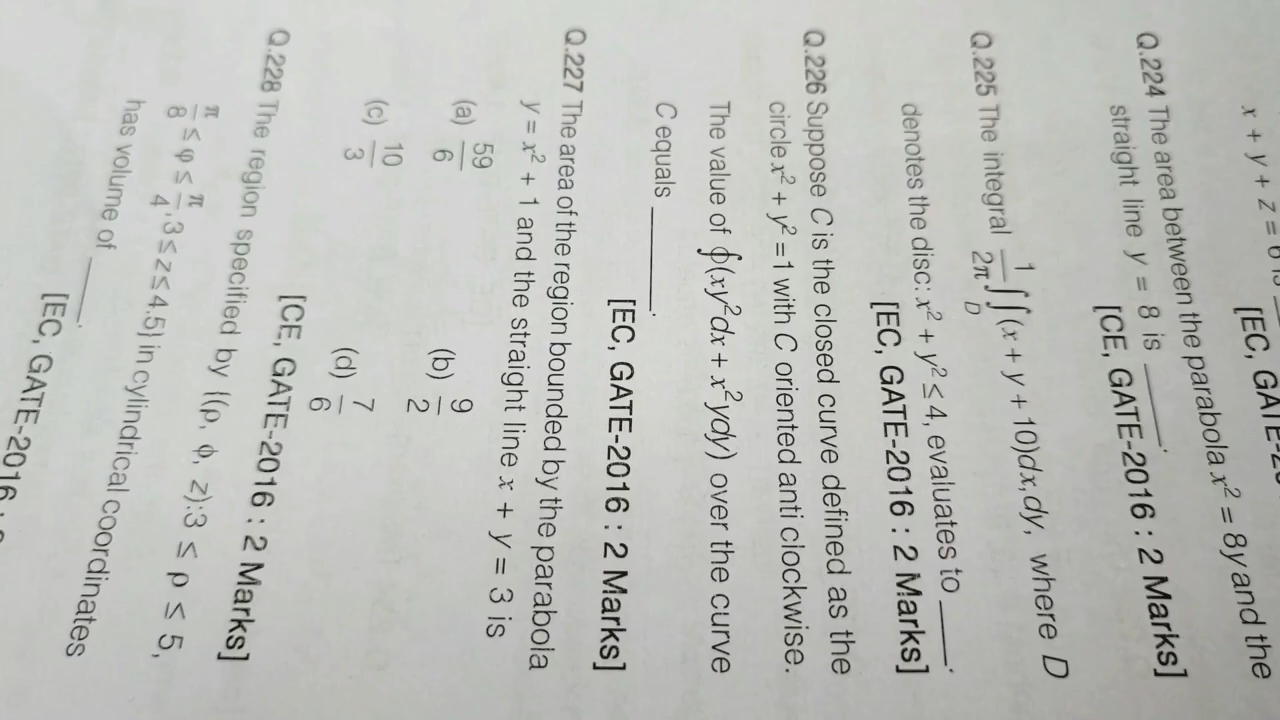 x + y + z = 6 is
[EC, GATE-20
Q.224 The area between the parabola x² = 8y and the
straight line y = 8 is ______.
[CE, GATE-2016 : 2 Marks]
Q.225 The integral 1/2π ∬_D (x + y + 10)dx,dy, where D
denotes the disc: x² + y² ≤ 4, evaluates to ______.
[EC, GATE-2016 : 2 Marks]
Q.226 Suppose C is the closed curve defined as the
circle x² + y² = 1 with C oriented anti clockwise.
The value of ∮(xy²dx + x²ydy) over the curve
C equals ______.
[EC, GATE-2016 : 2 Marks]
Q.227 The area of the region bounded by the parabola
y = x² + 1 and the straight line x + y = 3 is
(a) 59/6 (b) 9/2
(c) 10/3 (d) 7/6
[CE, GATE-2016 : 2 Marks]
Q.228 The region specified by {(ρ, ϕ, z):3 ≤ ρ ≤ 5,
π/8 ≤ φ ≤ π/4, 3 ≤ z ≤ 4.5} in cylindrical coordinates
has volume of ______.
[EC, GATE-2016 :